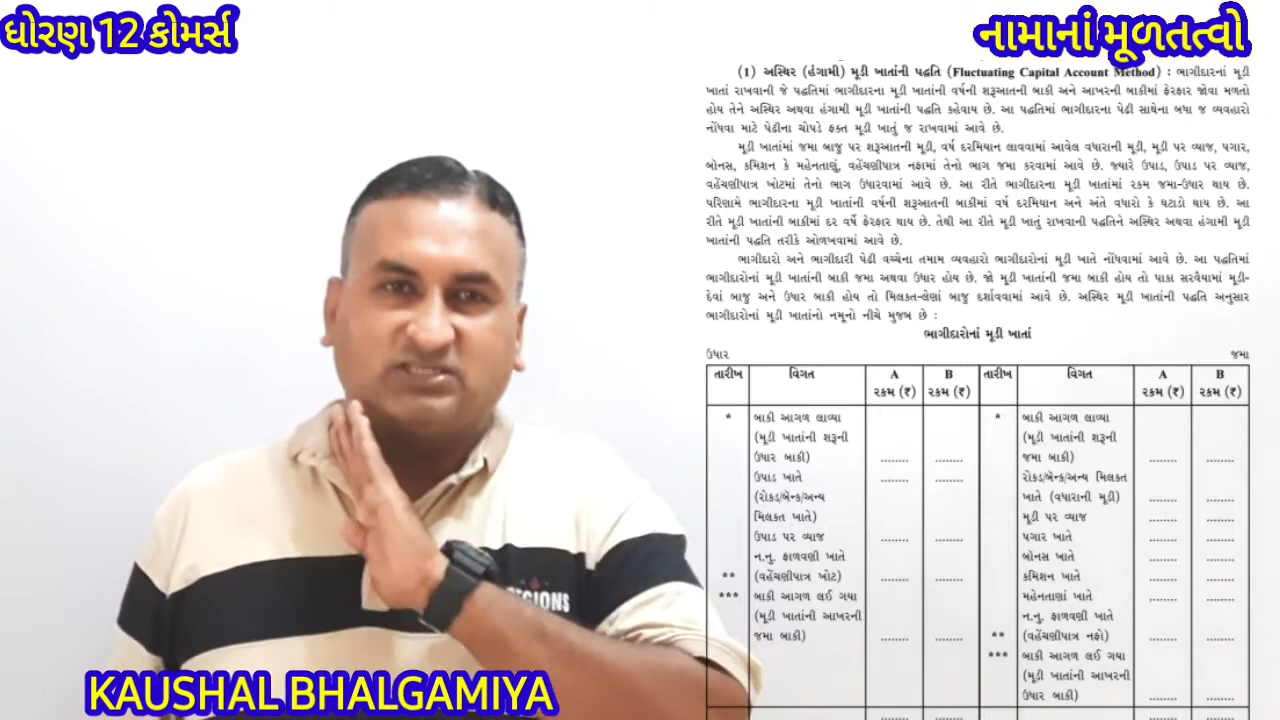 ધોરણ 12 કોમર્સ
નામાનાં મૂળતત્વો
(1) અસ્થિર (હંગામી) મૂડી ખાતાંની પદ્ધતિ (Fluctuating Capital Account Method) : ભાગીદારનાં મૂડી
ખાતાં રાખવાની જે પદ્ધતિમાં ભાગીદારના મૂડી ખાતાંની વર્ષની શરૂઆતની બાકી અને આખરની બાકીમાં ફેરફાર જોવા મળતો
હોય તેને અસ્થિર અથવા હંગામી મૂડી ખાતાંની પદ્ધતિ કહેવાય છે. આ પદ્ધતિમાં ભાગીદારના પેઢી સાથેના બધા જ વ્યવહારો
નોંધવા માટે પેઢીના ચોપડે ફક્ત મૂડી ખાતું જ રાખવામાં આવે છે.
મૂડી ખાતાંમાં જમા બાજુ પર શરૂઆતની મૂડી, વર્ષ દરમિયાન લાવવામાં આવેલ વધારાની મૂડી, મૂડી પર વ્યાજ, પગાર,
બોનસ, કમિશન કે મહેનતાણું, વહેંચણીપાત્ર નફામાં તેનો ભાગ જમા કરવામાં આવે છે. જ્યારે ઉપાડ, ઉપાડ પર વ્યાજ,
વહેંચણીપાત્ર ખોટમાં તેનો ભાગ ઉધારવામાં આવે છે. આ રીતે ભાગીદારના મૂડી ખાતાંમાં રકમ જમા-ઉધાર થાય છે.
પરિણામે ભાગીદારના મૂડી ખાતાંની વર્ષની શરૂઆતની બાકીમાં વર્ષ દરમિયાન અને અંતે વધારો કે ઘટાડો થાય છે. આ
રીતે મૂડી ખાતાંની બાકીમાં દર વર્ષે ફેરફાર થાય છે. તેથી આ રીતે મૂડી ખાતું રાખવાની પદ્ધતિને અસ્થિર અથવા હંગામી મૂડી
ખાતાંની પદ્ધતિ તરીકે ઓળખવામાં આવે છે.
ભાગીદારો અને ભાગીદારી પેઢી વચ્ચેના તમામ વ્યવહારો ભાગીદારોનાં મૂડી ખાતે નોંધવામાં આવે છે. આ પદ્ધતિમાં
ભાગીદારોનાં મૂડી ખાતાંની બાકી જમા અથવા ઉધાર હોય છે. જો મૂડી ખાતાંની જમા બાકી હોય તો પાકા સરવૈયામાં મૂડી-
દેવાં બાજુ અને ઉધાર બાકી હોય તો મિલકત-લેણાં બાજુ દર્શાવવામાં આવે છે. અસ્થિર મૂડી ખાતાંની પદ્ધતિ અનુસાર
ભાગીદારોનાં મૂડી ખાતાંનો નમૂનો નીચે મુજબ છે :
ભાગીદારોનાં મૂડી ખાતાં
ઉધાર જમા
તારીખ વિગત A B તારીખ વિગત A B
રકમ (₹) રકમ (₹) રકમ (₹) રકમ (₹)
* બાકી આગળ લાવ્યા * બાકી આગળ લાવ્યા
(મૂડી ખાતાંની શરૂની (મૂડી ખાતાંની શરૂની
ઉધાર બાકી) ........ ........ જમા બાકી) ........ ........
ઉપાડ ખાતે ........ ........ રોકડ/બેન્ક/અન્ય મિલકત
(રોકડ/બેન્ક/અન્ય ખાતે (વધારાની મૂડી) ........ ........
મિલકત ખાતે) મૂડી પર વ્યાજ ........ ........
ઉપાડ પર વ્યાજ ........ ........ પગાર ખાતે ........ ........
ન.નુ. ફાળવણી ખાતે બોનસ ખાતે ........ ........
** (વહેંચણીપાત્ર ખોટ) ........ ........ કમિશન ખાતે ........ ........
*** બાકી આગળ લઈ ગયા મહેનતાણાં ખાતે ........ ........
(મૂડી ખાતાંની આખરની ન.નુ. ફાળવણી ખાતે
જમા બાકી) ........ ........ ** (વહેંચણીપાત્ર નફો) ........ ........
*** બાકી આગળ લઈ ગયા
(મૂડી ખાતાંની આખરની
ઉધાર બાકી) ........ ........
KAUSHAL BHALGAMIYA